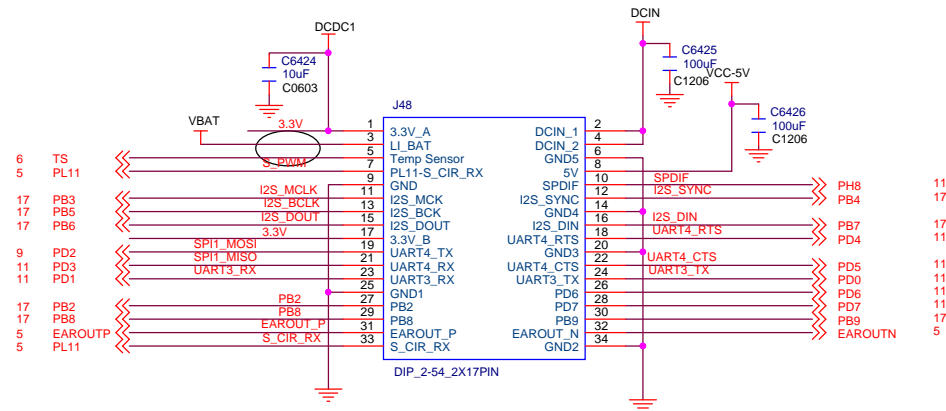 DCDC1
DCIN
C6424
10uF
C0603
C6425
100uF
C1206
VCC-5V
C6426
100uF
C1206
VBAT
J48
3.3V 1 3.3V_A DCIN_1 2
3 LI_BAT DCIN_2 4
6 TS 5 Temp Sensor GND5 6
5 PL11 S_PWM 7 PL11-S_CIR_RX 5V 8
9 GND SPDIF 10 SPDIF PH8 11
17 PB3 I2S_MCLK 11 I2S_MCK I2S_SYNC 12 I2S_SYNC PB4 17
17 PB5 I2S_BCLK 13 I2S_BCK GND4 14
17 PB6 I2S_DOUT 15 I2S_DOUT I2S_DIN 16 I2S_DIN PB7 17
3.3V 17 3.3V_B UART4_RTS 18 UART4_RTS PD4 11
9 PD2 SPI1_MOSI 19 UART4_TX GND3 20
11 PD3 SPI1_MISO 21 UART4_RX UART4_CTS 22 UART4_CTS PD5 11
11 PD1 UART3_RX 23 UART3_RX UART3_TX 24 UART3_TX PD0 11
25 GND1 PD6 26 PD6 11
17 PB2 PB2 27 PB2 PD7 28 PD7 11
17 PB8 PB8 29 PB8 PB9 30 PB9 17
5 EAROUTP EAROUT_P 31 EAROUT_P EAROUT_N 32 EAROUTN 5
5 PL11 S_CIR_RX 33 S_CIR_RX GND2 34
DIP_2-54_2X17PIN